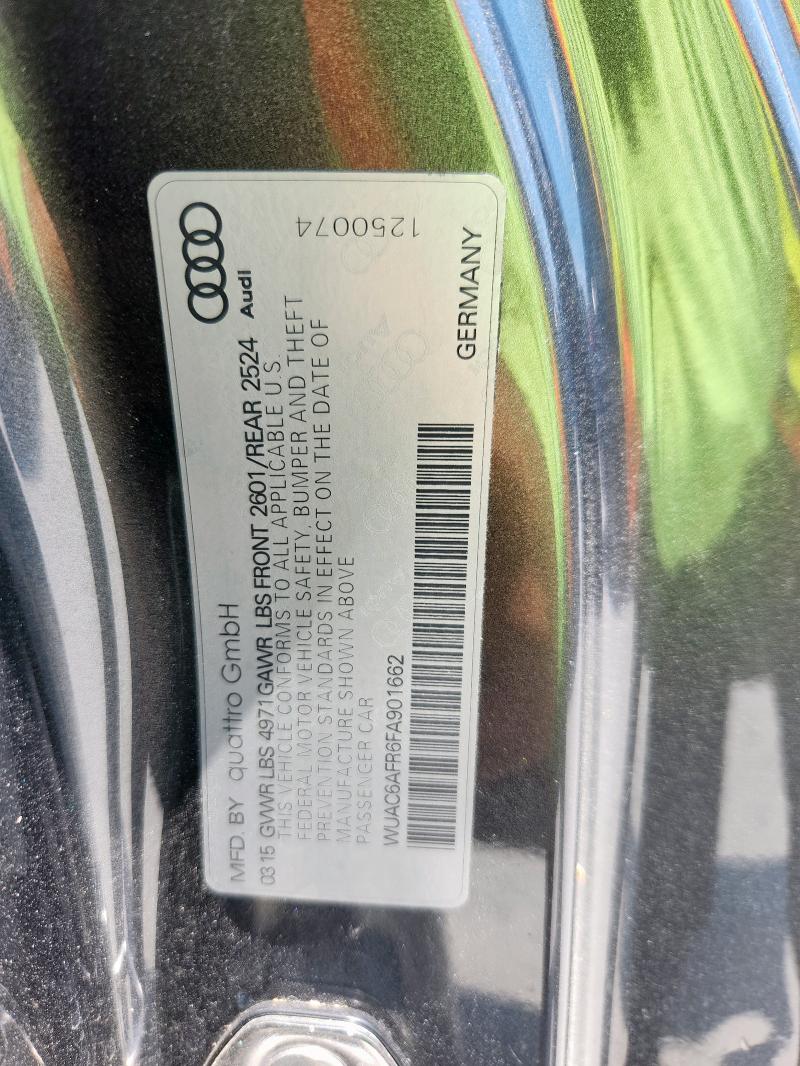 MFD. BY quattro GmbH
Audi
03 15 GVWR LBS 4971 GAWR LBS FRONT 2601/REAR 2524
THIS VEHICLE CONFORMS TO ALL APPLICABLE U.S.
FEDERAL MOTOR VEHICLE SAFETY, BUMPER AND THEFT
PREVENTION STANDARDS IN EFFECT ON THE DATE OF
MANUFACTURE SHOWN ABOVE
PASSENGER CAR
1250074
WUAC6AFR6FA901662
GERMANY